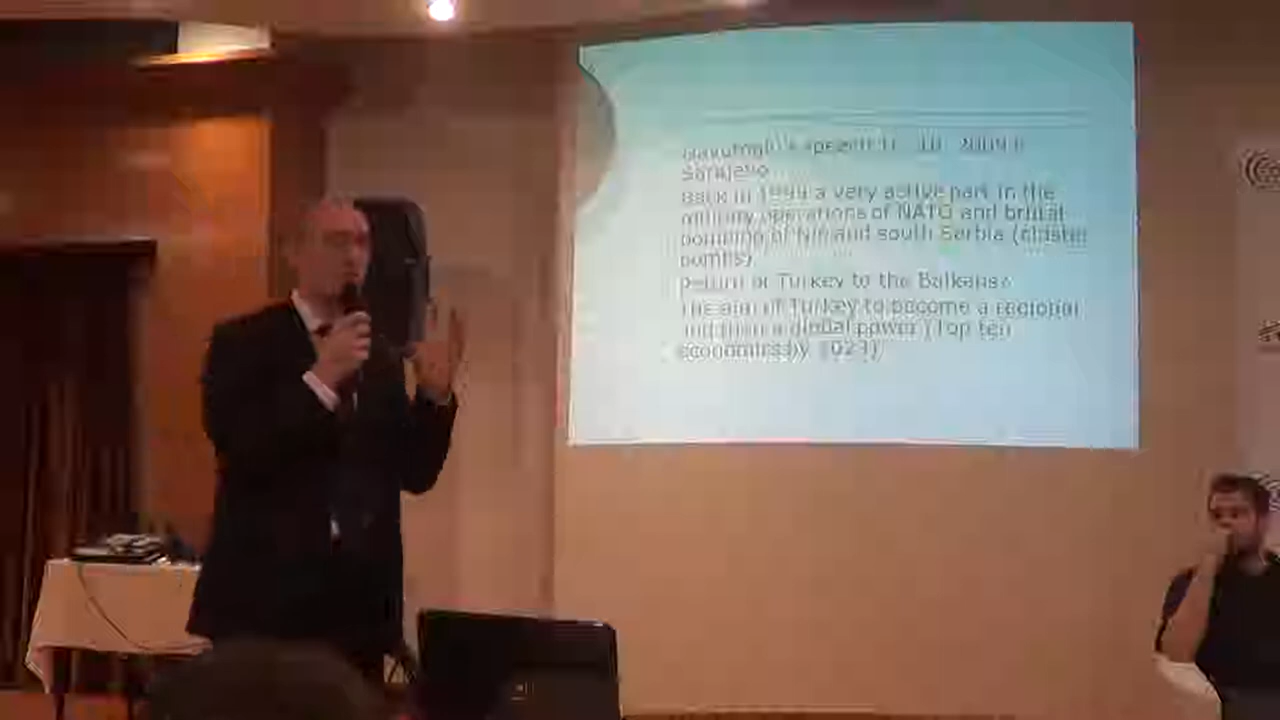 speech
Sarajevo
Back in 1999 a very active part in the
military operations of NATO and brutal
bombing of Nis and south Serbia (cluster
bombs)
Return of Turkey to the Balkans?
The aim of Turkey to become a regional
and then a global power (Top ten
economies by 2023)